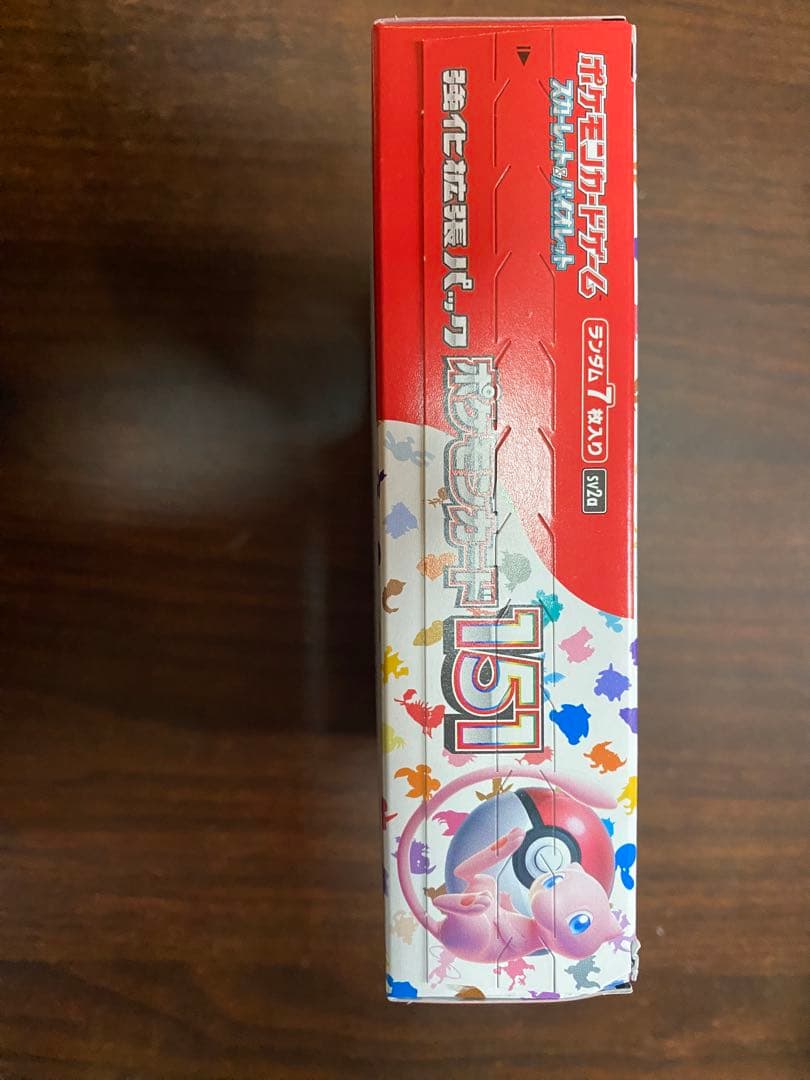 ポケモンカードゲーム
スカーレット&バイオレット
ランダム7枚入り
sv2a
強化拡張パック
ポケモンカード151